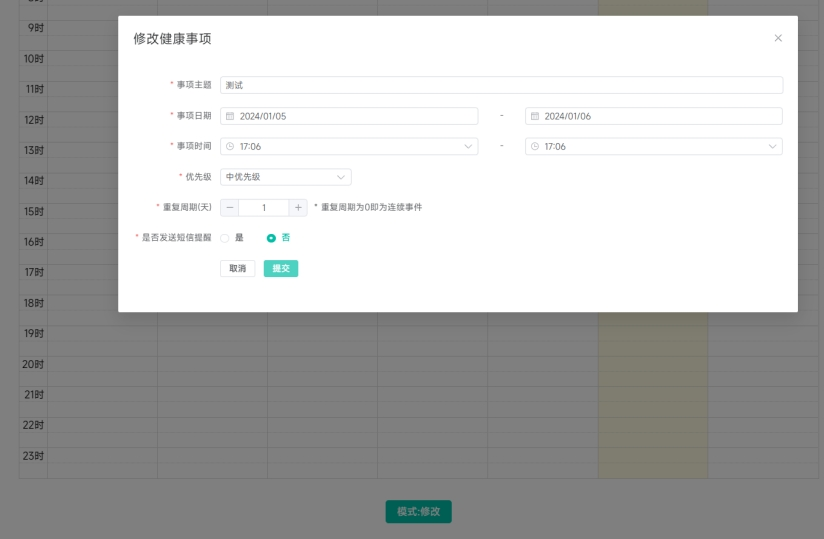 9时
修改健康事项
10时
11时
* 事项主题 测试
12时
* 事项日期 2024/01/05 - 2024/01/06
13时
* 事项时间 17:06 - 17:06
14时
* 优先级 中优先级
15时
* 重复周期(天) － 1 + * 重复周期为0即为连续事件
16时
* 是否发送短信提醒 是 否
17时
取消 提交
18时
19时
20时
21时
22时
23时
模式:修改